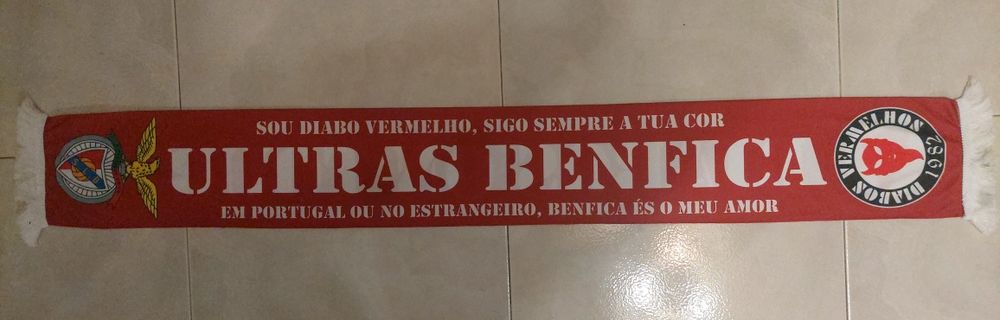 SOU DIABO VERMELHO, SIGO SEMPRE A TUA COR
ULTRAS BENFICA
EM PORTUGAL OU NO ESTRANGEIRO, BENFICA ÉS O MEU AMOR
DIABOS VERMELHOS 1982